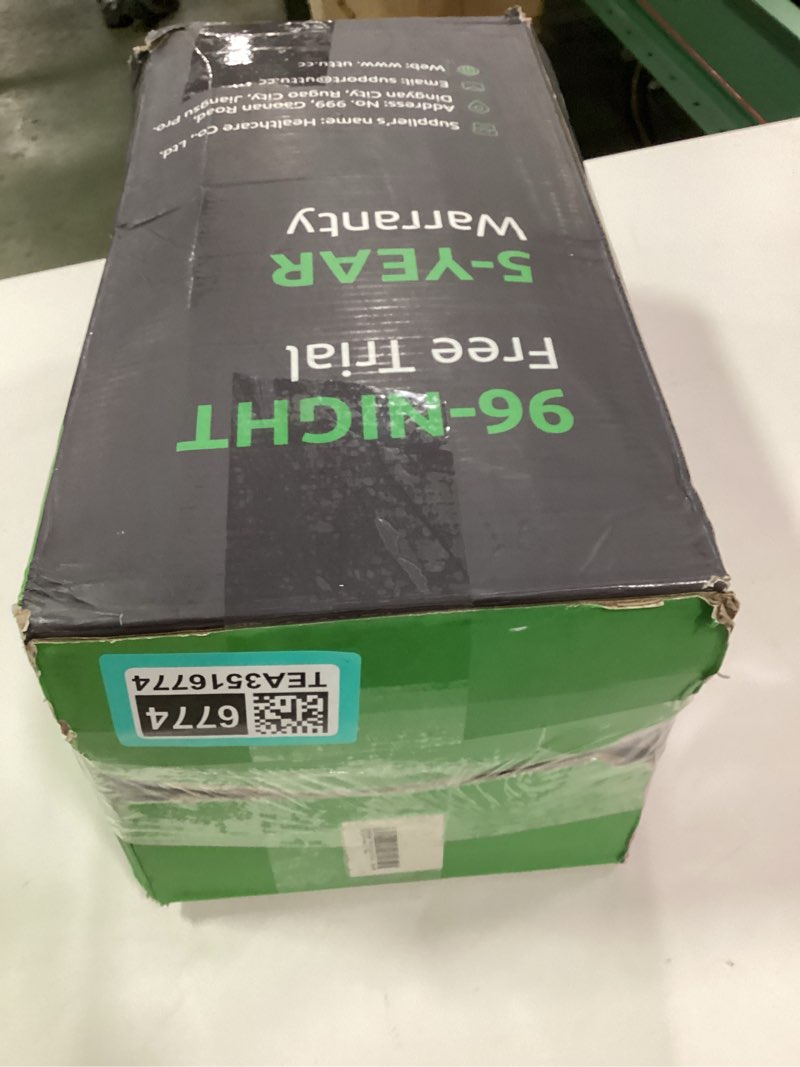 96-NIGHT
Free Trial
5-YEAR
Warranty
Supplier's name: Healthcare Co., Ltd.
Address: No. 999, Gaonan Road,
Dingyan City, Rugao City, Jiangsu Pro.
Email: support@uttu.cc
Web: www. uttu.cc
6774
TEA3516774